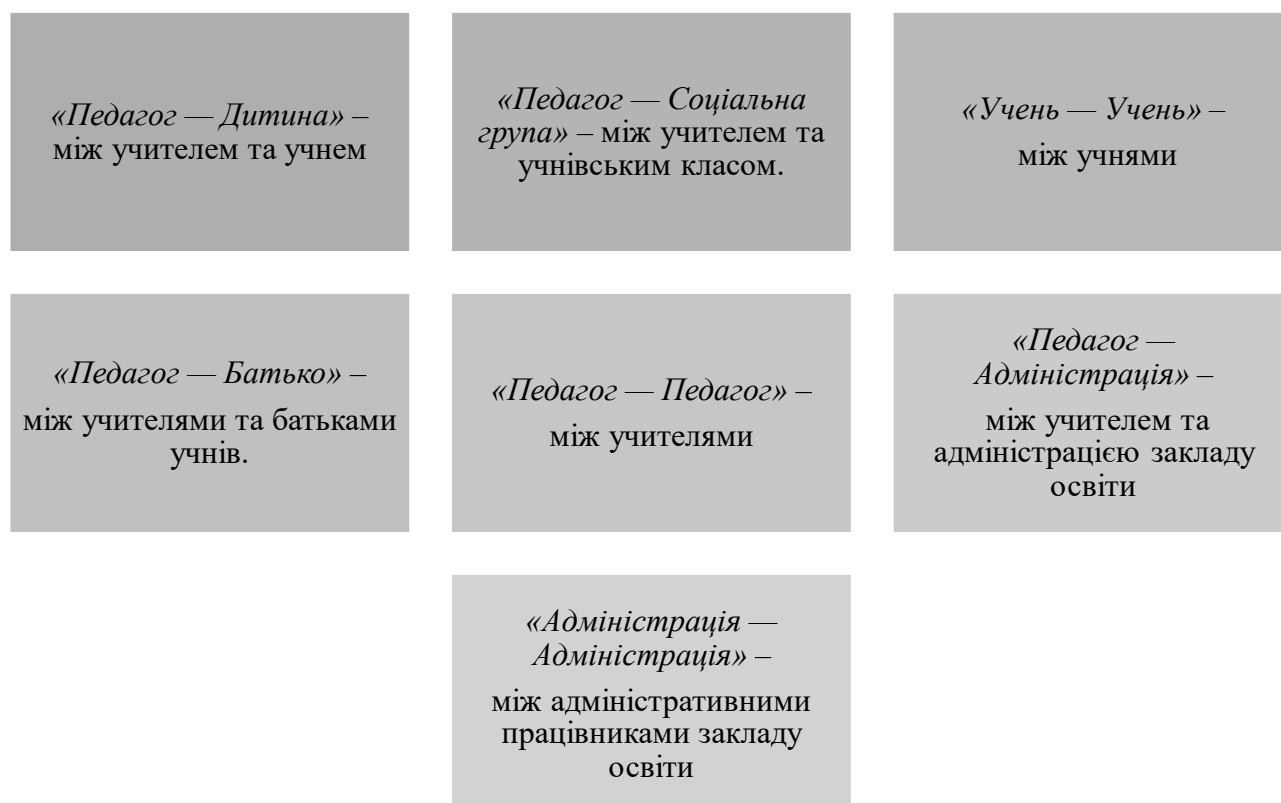 «Педагог — Дитина» –
між учителем та учнем
«Педагог — Соціальна
група» – між учителем та
учнівським класом.
«Учень — Учень» –
між учнями
«Педагог — Батько» –
між учителями та батьками
учнів.
«Педагог — Педагог» –
між учителями
«Педагог —
Адміністрація» –
між учителем та
адміністрацією закладу
освіти
«Адміністрація —
Адміністрація» –
між адміністративними
працівниками закладу
освіти